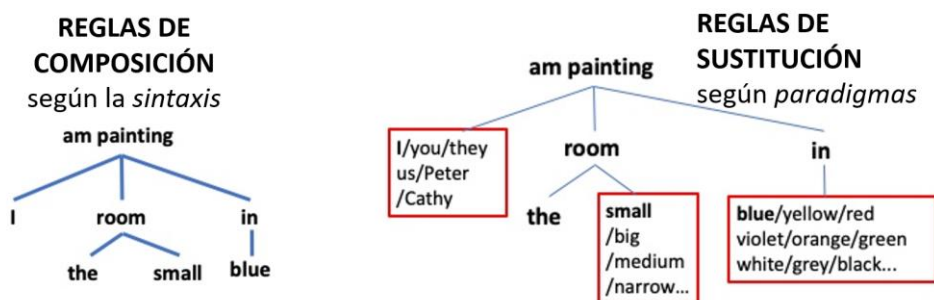 REGLAS DE
COMPOSICIÓN
según la sintaxis
am painting
I
room
in
the
small
blue
REGLAS DE
SUSTITUCIÓN
según paradigmas
am painting
I/you/they
us/Peter
/Cathy
room
in
the
small
/big
/medium
/narrow...
blue/yellow/red
violet/orange/green
white/grey/black...